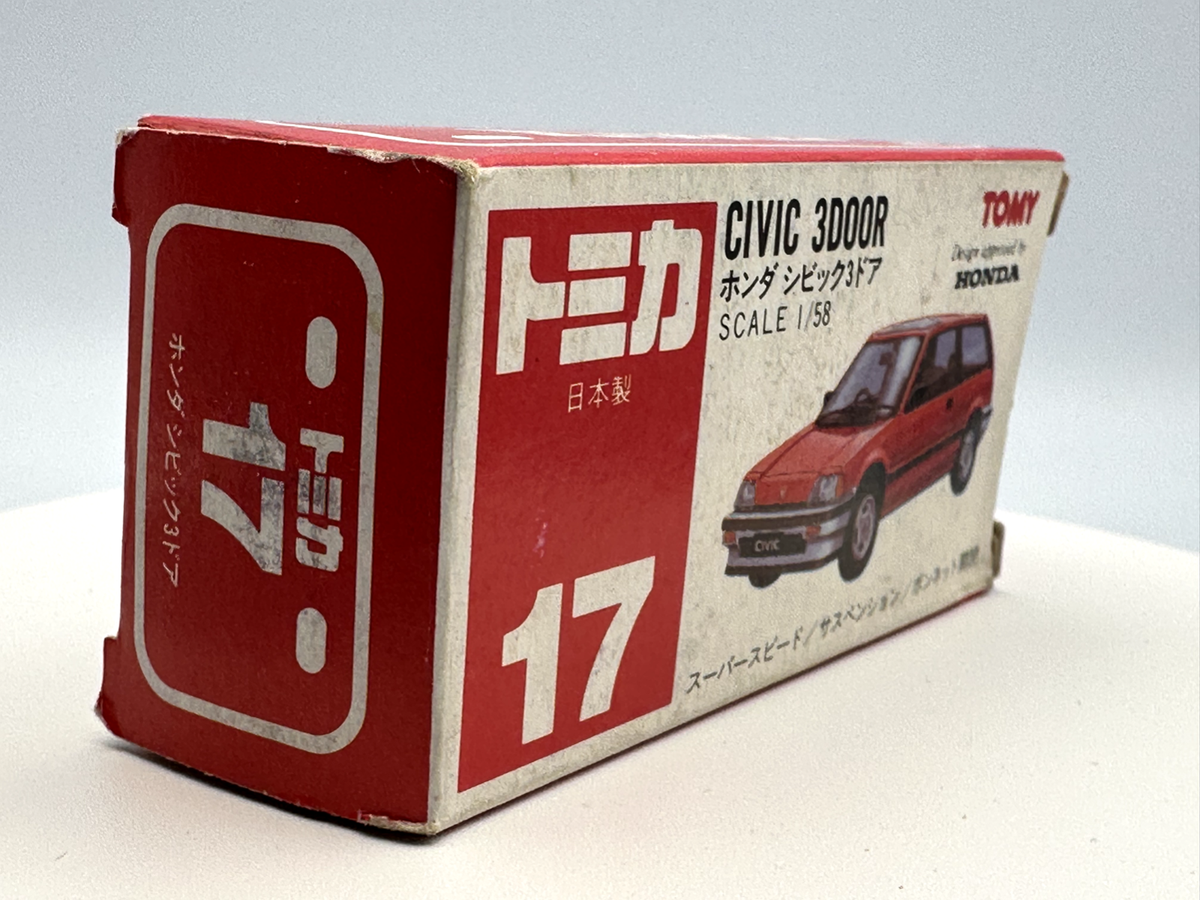 トミカ
17
ホンダシビック3ドア
トミカ
日本製
17
CIVIC 3DOOR
ホンダ シビック3ドア
SCALE 1/58
TOMY
Design approved by
HONDA
CIVIC
スーパースピード/サスペンション/ボンネット開閉